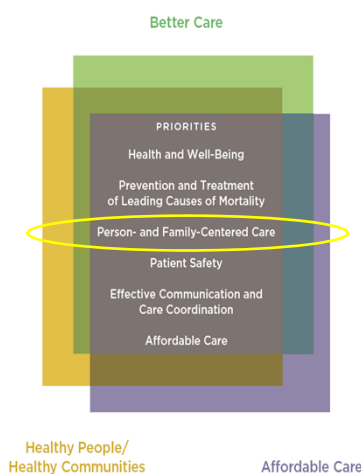 Better Care
PRIORITIES
Health and Well-Being
Prevention and Treatment
of Leading Causes of Mortality
Person- and Family-Centered Care
Patient Safety
Effective Communication and
Care Coordination
Affordable Care
Healthy People/
Healthy Communities
Affordable Care